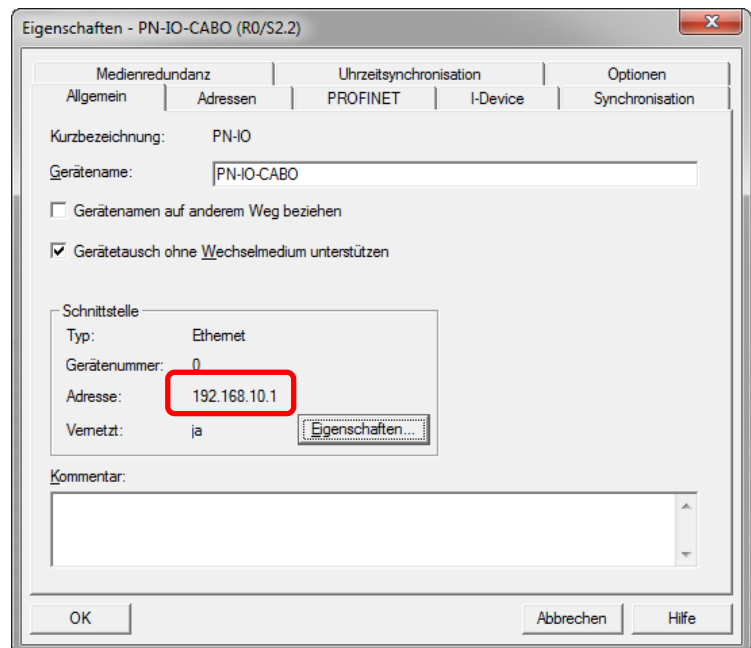 Eigenschaften - PN-IO-CABO (R0/S2.2)
Medienredundanz Uhrzeitsynchronisation Optionen
Allgemein Adressen PROFINET I-Device Synchronisation
Kurzbezeichnung: PN-IO
Gerätename: PN-IO-CABO
Gerätenamen auf anderem Weg beziehen
Gerätetausch ohne Wechselmedium unterstützen
Schnittstelle
Typ: Ethernet
Gerätenummer: 0
Adresse: 192.168.10.1
Vernetzt: ja Eigenschaften...
Kommentar:
OK Abbrechen Hilfe